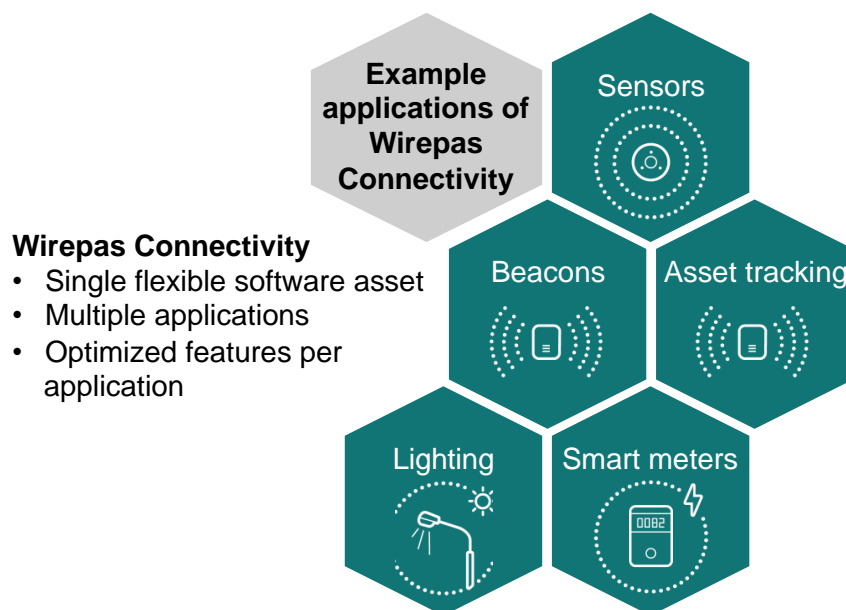 Example
applications of
Wirepas
Connectivity
Sensors
Wirepas Connectivity
• Single flexible software asset
• Multiple applications
• Optimized features per
application
Beacons
Asset tracking
Lighting
Smart meters
0082